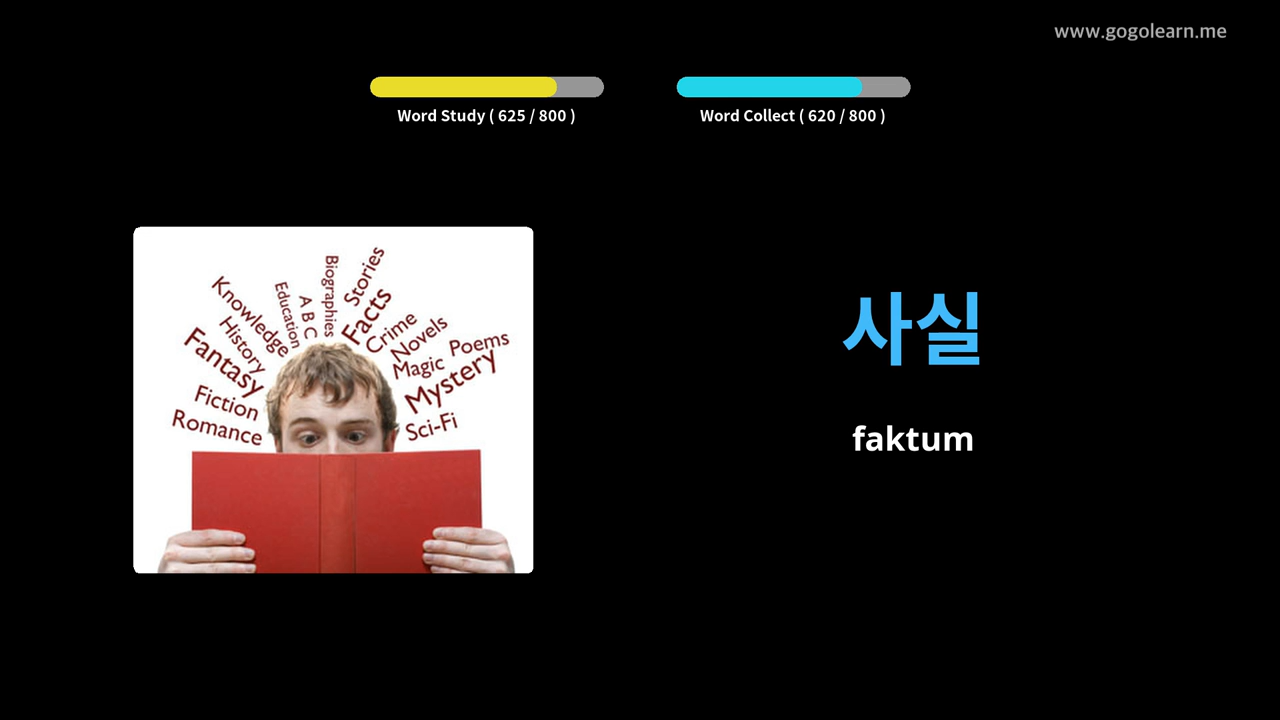 www.gogolearn.me
Word Study ( 625 / 800 )
Word Collect ( 620 / 800 )
Stories
Biographies
Facts
A B C
Education
Knowledge
Crime
History
Novels
Fantasy
Magic
Poems
Mystery
Fiction
Romance
Sci-Fi
사실
faktum